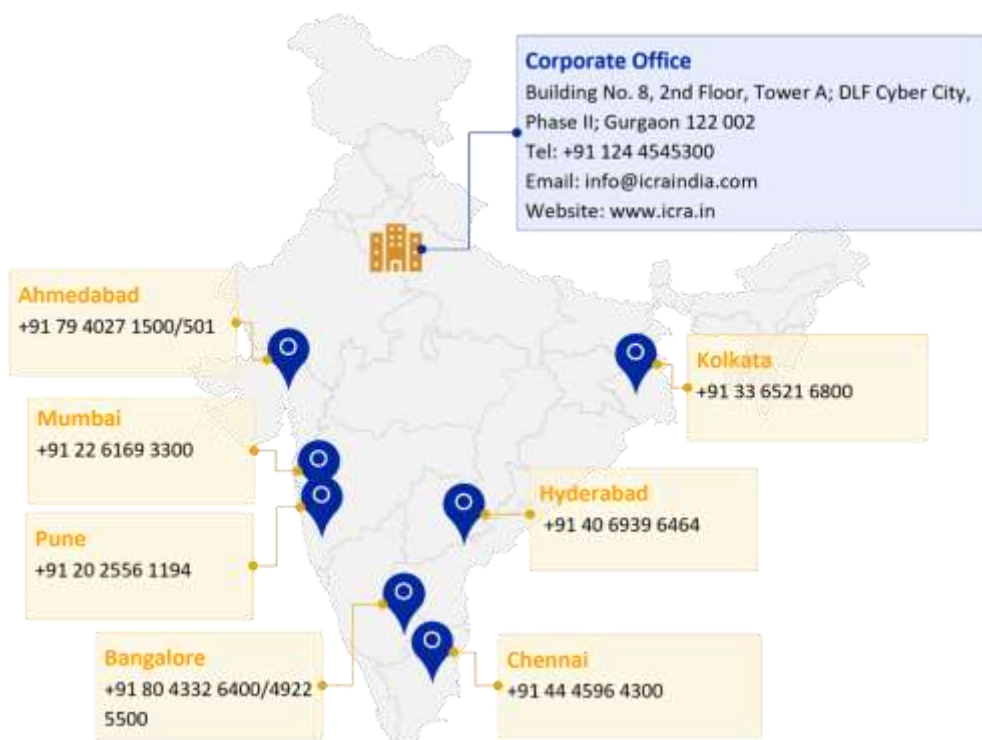 Corporate Office
Building No. 8, 2nd Floor, Tower A; DLF Cyber City,
Phase II; Gurgaon 122 002
Tel: +91 124 4545300
Email: info@icraindia.com
Website: www.icra.in
Ahmedabad
+91 79 4027 1500/501
Kolkata
+91 33 6521 6800
Mumbai
+91 22 6169 3300
Hyderabad
+91 40 6939 6464
Pune
+91 20 2556 1194
Bangalore
+91 80 4332 6400/4922
5500
Chennai
+91 44 4596 4300